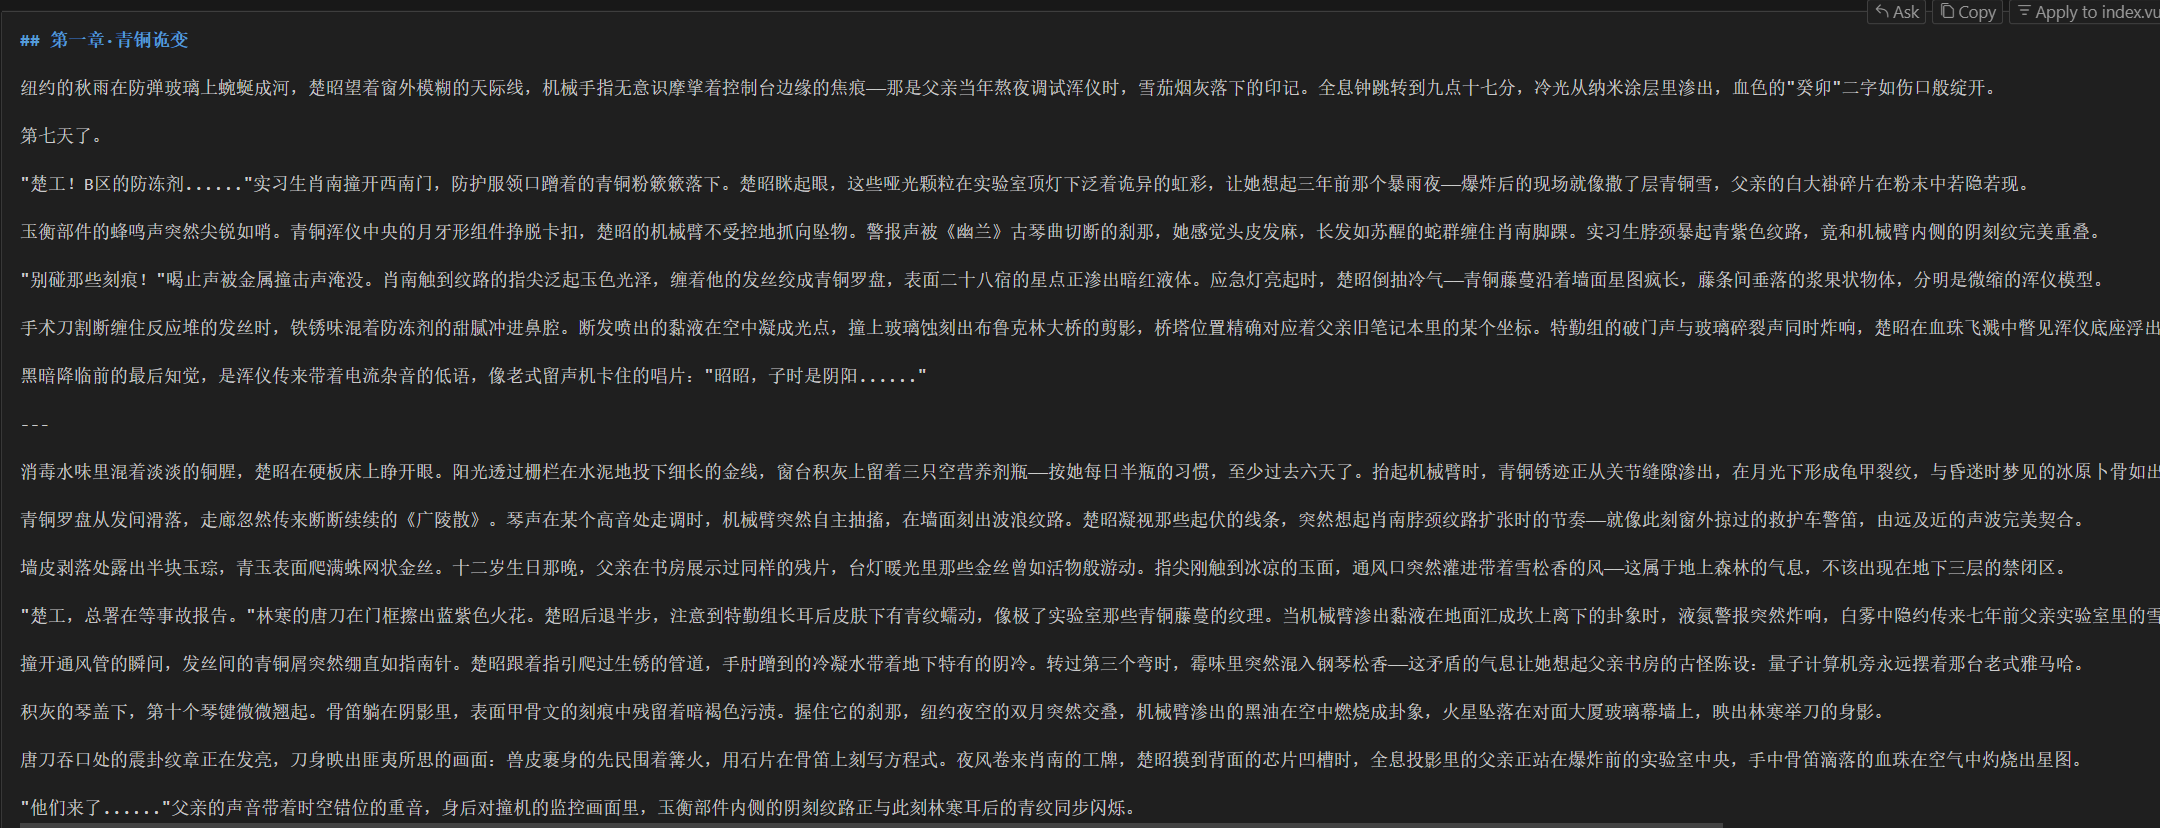 Ask Copy Apply to index.vu
## 第一章·青铜诡变
纽约的秋雨在防弹玻璃上蜿蜒成河，楚昭望着窗外模糊的天际线，机械手指无意识摩挲着控制台边缘的焦痕——那是父亲当年熬夜调试浑仪时，雪茄烟灰落下的印记。全息钟跳转到九点十七分，冷光从纳米涂层里渗出，血色的"癸卯"二字如伤口般绽开。
第七天了。
"楚工！B区的防冻剂......"实习生肖南撞开西南门，防护服领口蹭着的青铜粉簌簌落下。楚昭眯起眼，这些哑光颗粒在实验室顶灯下泛着诡异的虹彩，让她想起三年前那个暴雨夜——爆炸后的现场就像撒了层青铜雪，父亲的白大褂碎片在粉末中若隐若现。
玉衡部件的蜂鸣声突然尖锐如哨。青铜浑仪中央的月牙形组件挣脱卡扣，楚昭的机械臂不受控地抓向坠物。警报声被《幽兰》古琴曲切断的刹那，她感觉头皮发麻，长发如苏醒的蛇群缠住肖南脚踝。实习生脖颈暴起青紫色纹路，竟和机械臂内侧的阴刻纹完美重叠。
"别碰那些刻痕！"喝止声被金属撞击声淹没。肖南触到纹路的指尖泛起玉色光泽，缠着他的发丝绞成青铜罗盘，表面二十八宿的星点正渗出暗红液体。应急灯亮起时，楚昭倒抽冷气——青铜藤蔓沿着墙面星图疯长，藤条间垂落的浆果状物体，分明是微缩的浑仪模型。
手术刀割断缠住反应堆的发丝时，铁锈味混着防冻剂的甜腻冲进鼻腔。断发喷出的黏液在空中凝成光点，撞上玻璃蚀刻出布鲁克林大桥的剪影，桥塔位置精确对应着父亲旧笔记本里的某个坐标。特勤组的破门声与玻璃碎裂声同时炸响，楚昭在血珠飞溅中瞥见浑仪底座浮出
黑暗降临前的最后知觉，是浑仪传来带着电流杂音的低语，像老式留声机卡住的唱片："昭昭，子时是阴阳......"
---
消毒水味里混着淡淡的铜腥，楚昭在硬板床上睁开眼。阳光透过栅栏在水泥地投下细长的金线，窗台积灰上留着三只空营养剂瓶——按她每日半瓶的习惯，至少过去六天了。抬起机械臂时，青铜锈迹正从关节缝隙渗出，在月光下形成龟甲裂纹，与昏迷时梦见的冰原卜骨如出
青铜罗盘从发间滑落，走廊忽然传来断断续续的《广陵散》。琴声在某个高音处走调时，机械臂突然自主抽搐，在墙面刻出波浪纹路。楚昭凝视那些起伏的线条，突然想起肖南脖颈纹路扩张时的节奏——就像此刻窗外掠过的救护车警笛，由远及近的声波完美契合。
墙皮剥落处露出半块玉琮，青玉表面爬满蛛网状金丝。十二岁生日那晚，父亲在书房展示过同样的残片，台灯暖光里那些金丝曾如活物般游动。指尖刚触到冰凉的玉面，通风口突然灌进带着雪松香的风——这属于地上森林的气息，不该出现在地下三层的禁闭区。
"楚工，总署在等事故报告。"林寒的唐刀在门框擦出蓝紫色火花。楚昭后退半步，注意到特勤组长耳后皮肤下有青纹蠕动，像极了实验室那些青铜藤蔓的纹理。当机械臂渗出黏液在地面汇成坎上离下的卦象时，液氮警报突然炸响，白雾中隐约传来七年前父亲实验室里的雪
撞开通风管的瞬间，发丝间的青铜屑突然绷直如指南针。楚昭跟着指引爬过生锈的管道，手肘蹭到的冷凝水带着地下特有的阴冷。转过第三个弯时，霉味里突然混入钢琴松香——这矛盾的气息让她想起父亲书房的古怪陈设：量子计算机旁永远摆着那台老式雅马哈。
积灰的琴盖下，第十个琴键微微翘起。骨笛躺在阴影里，表面甲骨文的刻痕中残留着暗褐色污渍。握住它的刹那，纽约夜空的双月突然交叠，机械臂渗出的黑油在空中燃烧成卦象，火星坠落在对面大厦玻璃幕墙上，映出林寒举刀的身影。
唐刀吞口处的震卦纹章正在发亮，刀身映出匪夷所思的画面：兽皮裹身的先民围着篝火，用石片在骨笛上刻写方程式。夜风卷来肖南的工牌，楚昭摸到背面的芯片凹槽时，全息投影里的父亲正站在爆炸前的实验室中央，手中骨笛滴落的血珠在空气中灼烧出星图。
"他们来了......"父亲的声音带着时空错位的重音，身后对撞机的监控画面里，玉衡部件内侧的阴刻纹路正与此刻林寒耳后的青纹同步闪烁。